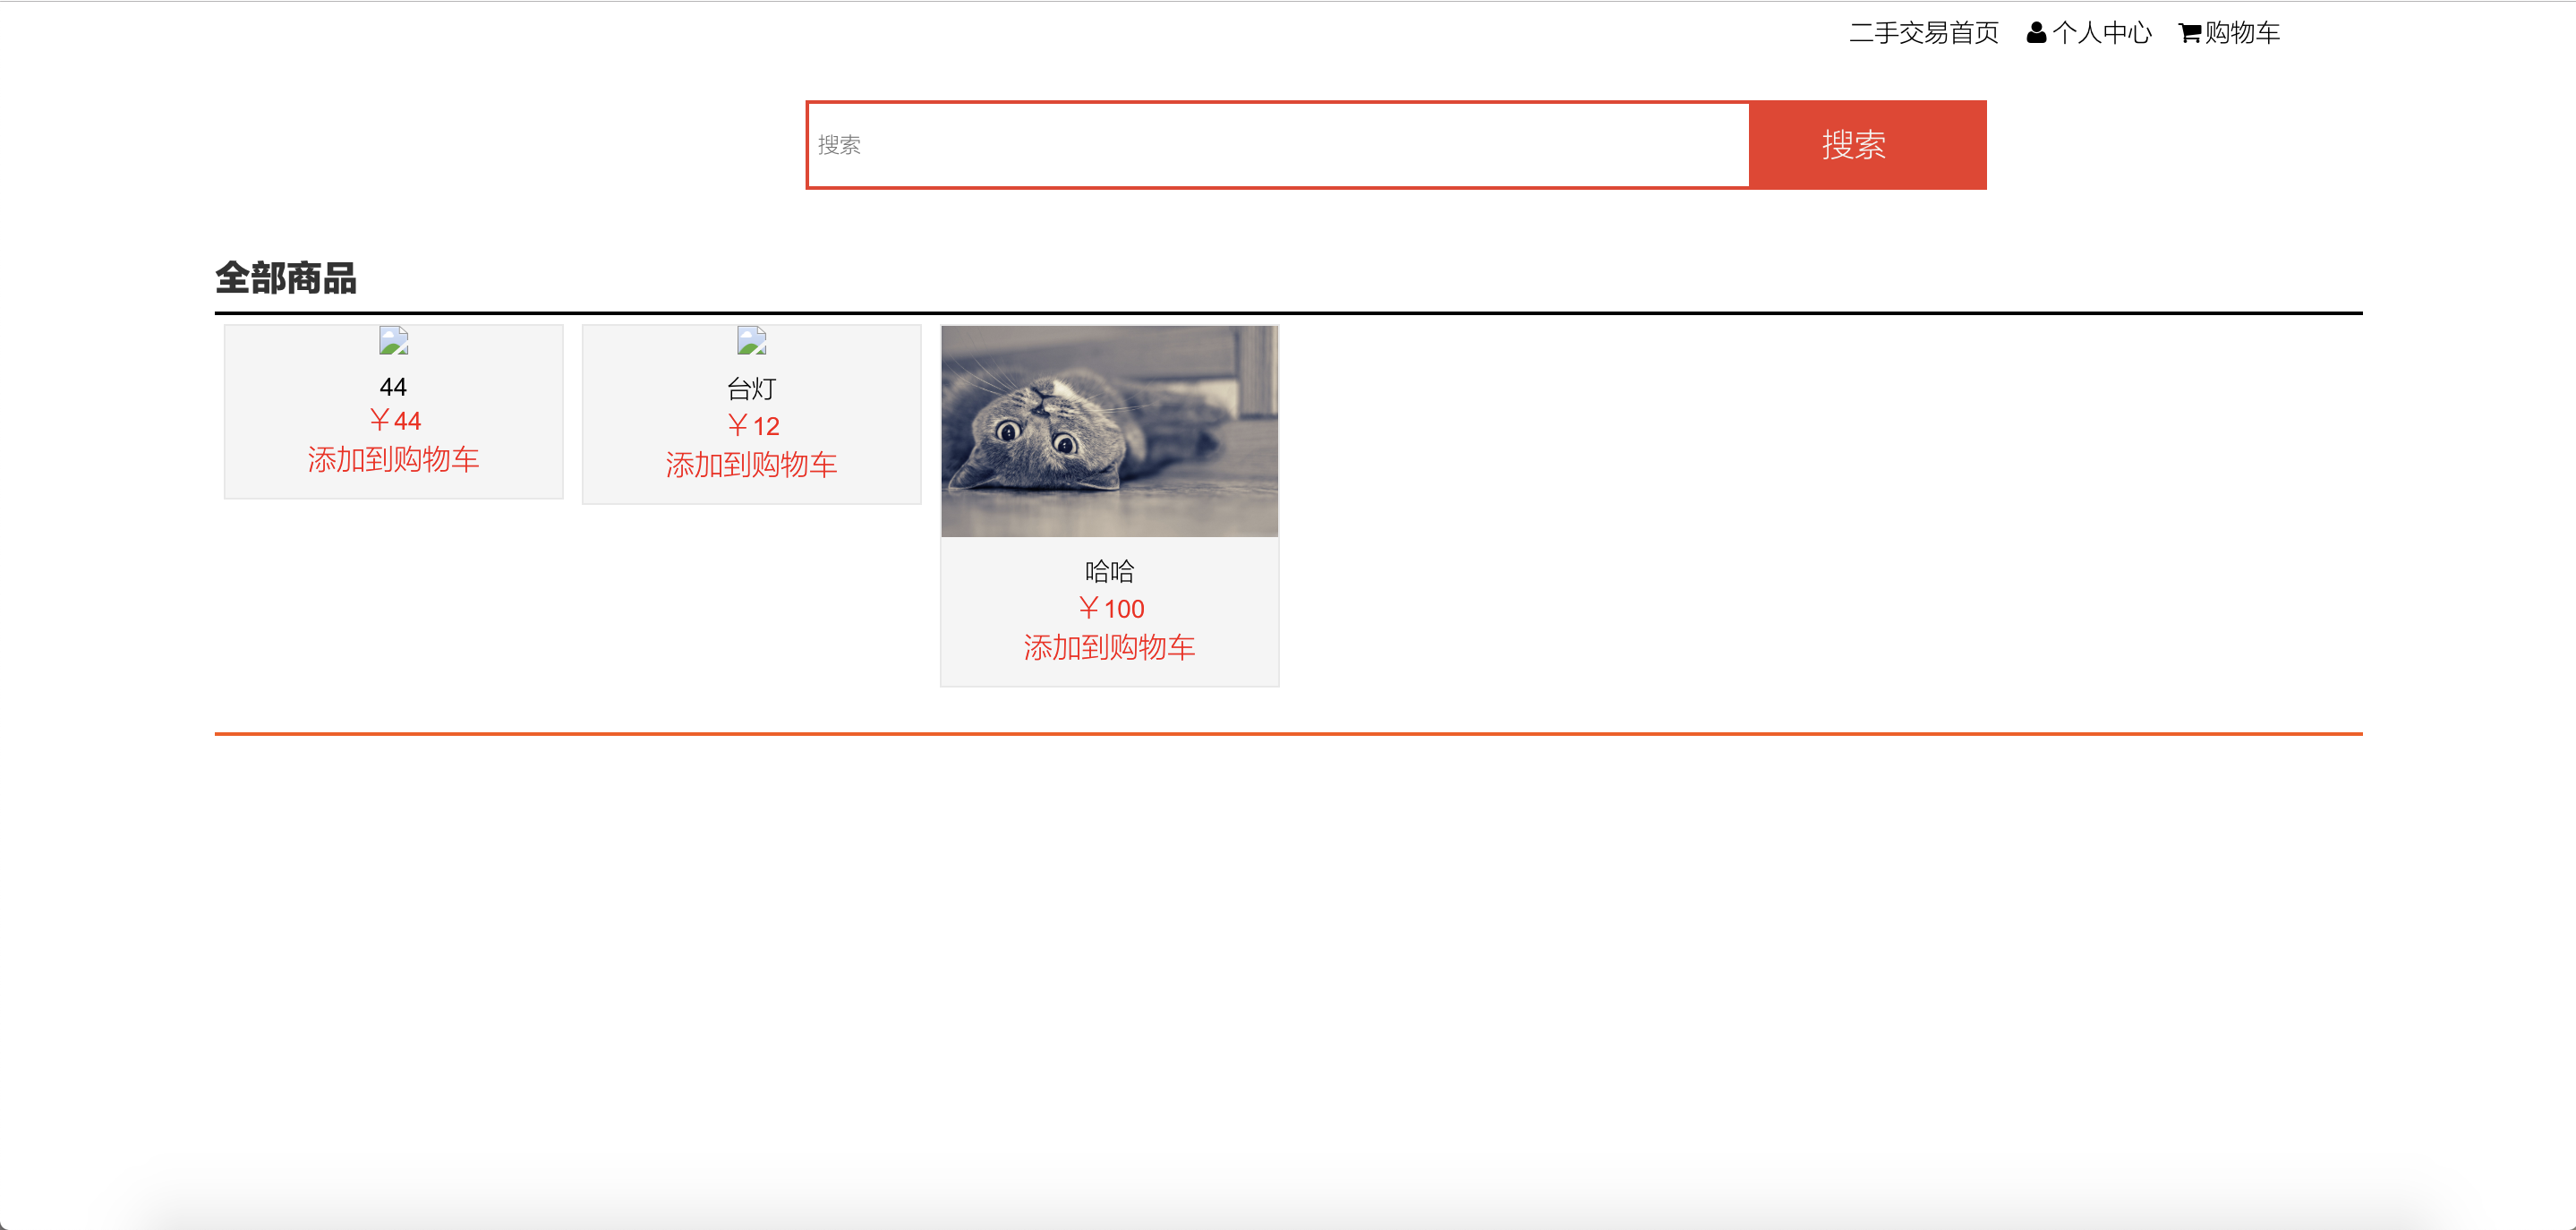 二手交易首页 个人中心 购物车
搜索 搜索
全部商品
44
￥44
添加到购物车
台灯
￥12
添加到购物车
哈哈
￥100
添加到购物车